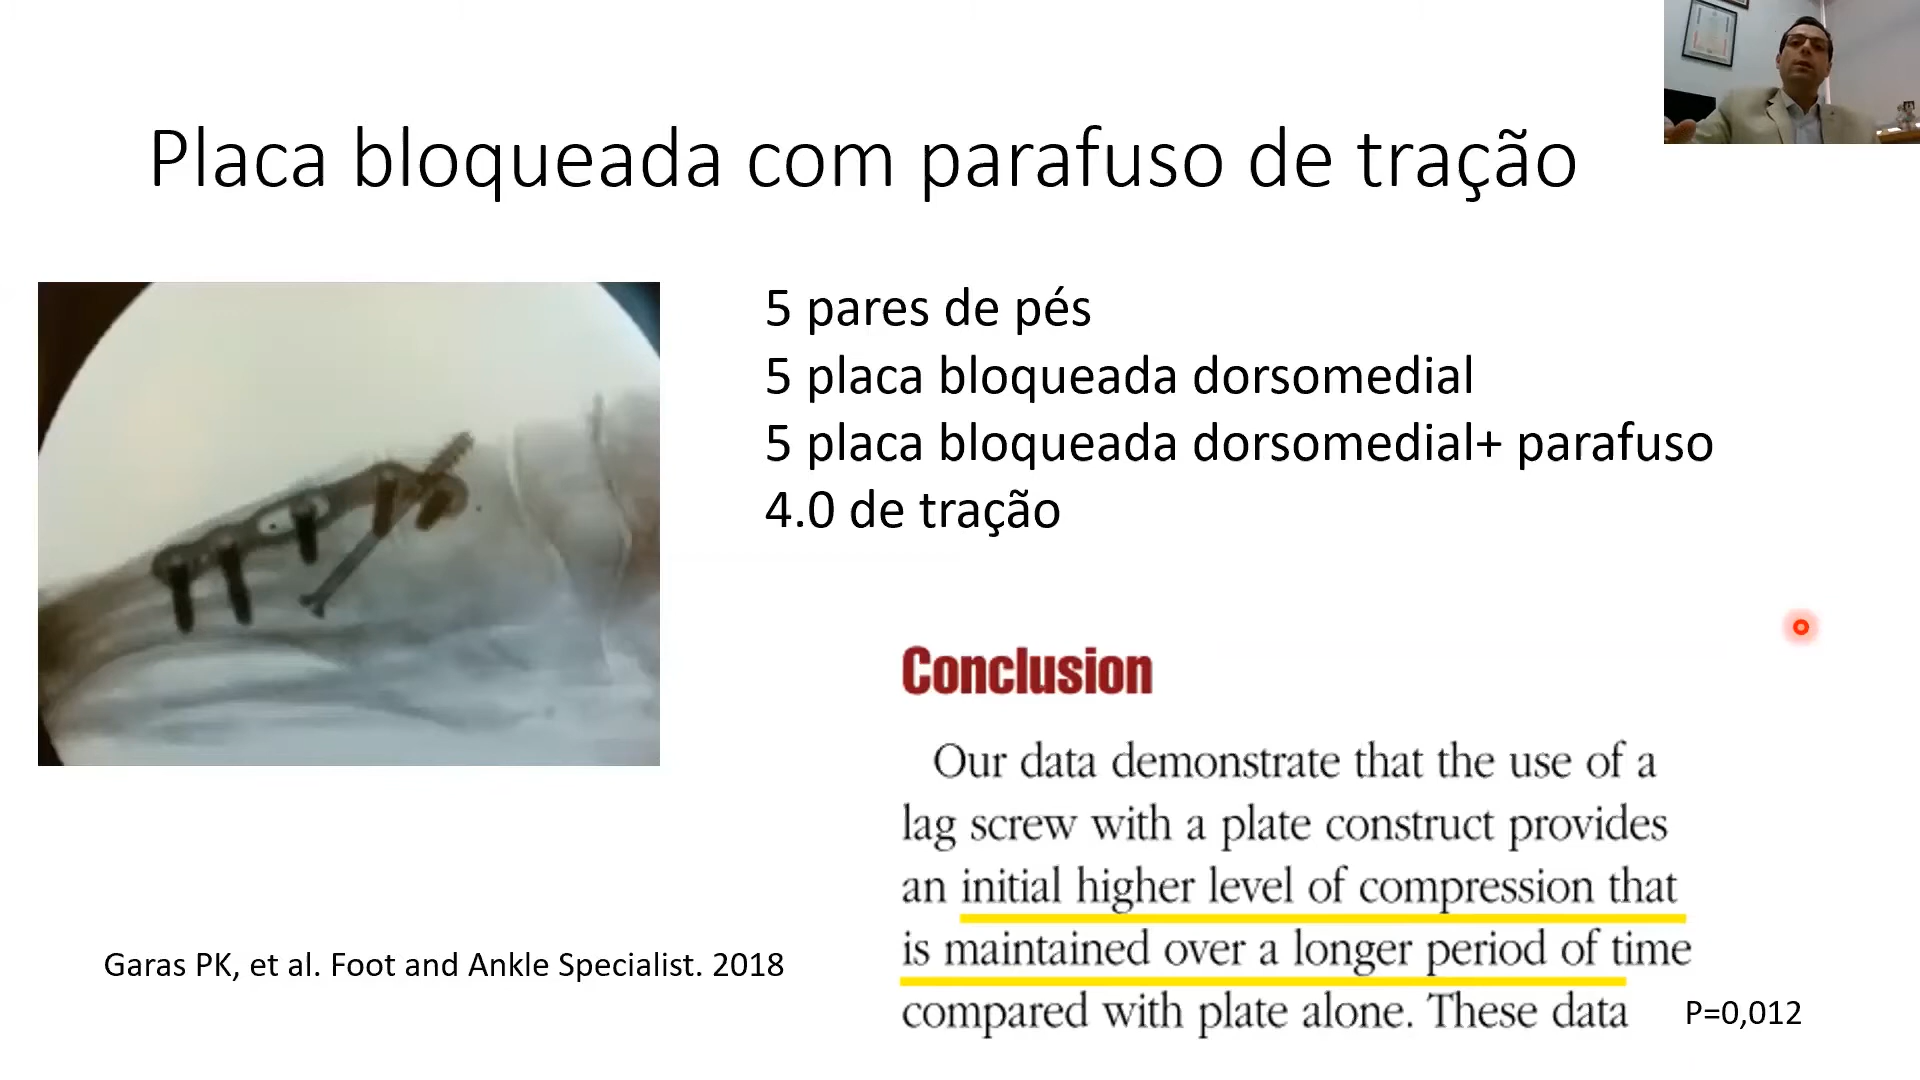 Placa bloqueada com parafuso de tração
5 pares de pés
5 placa bloqueada dorsomedial
5 placa bloqueada dorsomedial+ parafuso
4.0 de tração
Conclusion
Our data demonstrate that the use of a
lag screw with a plate construct provides
an initial higher level of compression that
is maintained over a longer period of time
compared with plate alone. These data
P=0,012
Garas PK, et al. Foot and Ankle Specialist. 2018